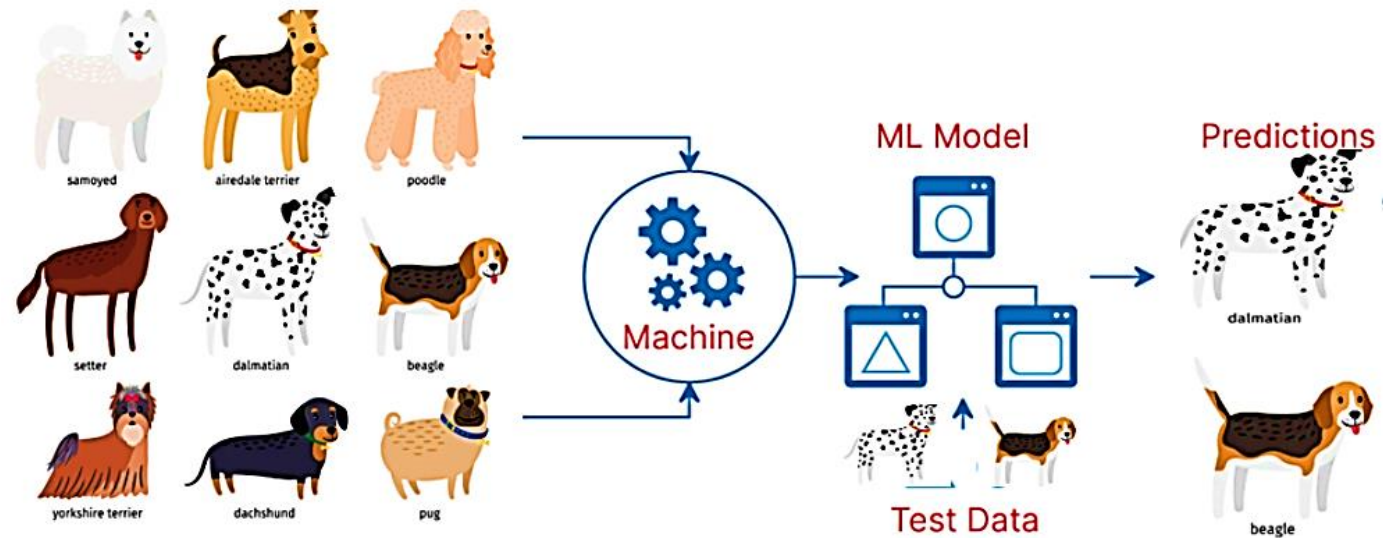 samoyed
airedale terrier
poodle
setter
dalmatian
beagle
yorkshire terrier
dachshund
pug
Machine
ML Model
Test Data
Predictions
dalmatian
beagle